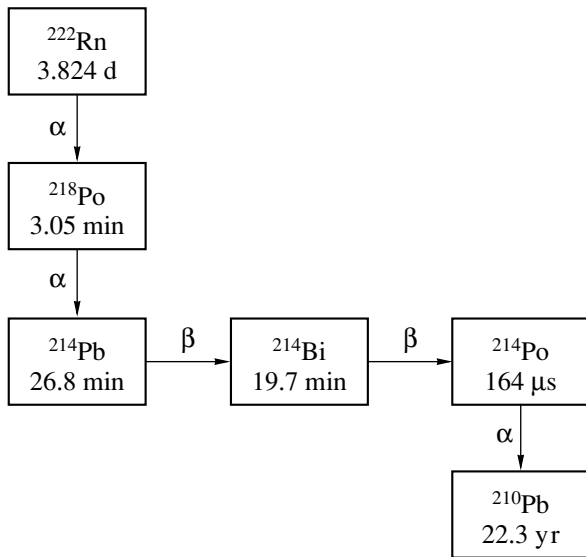 ²²²Rn
3.824 d
α
²¹⁸Po
3.05 min
α
²¹⁴Pb
26.8 min
β
²¹⁴Bi
19.7 min
β
²¹⁴Po
164 μs
α
²¹⁰Pb
22.3 yr